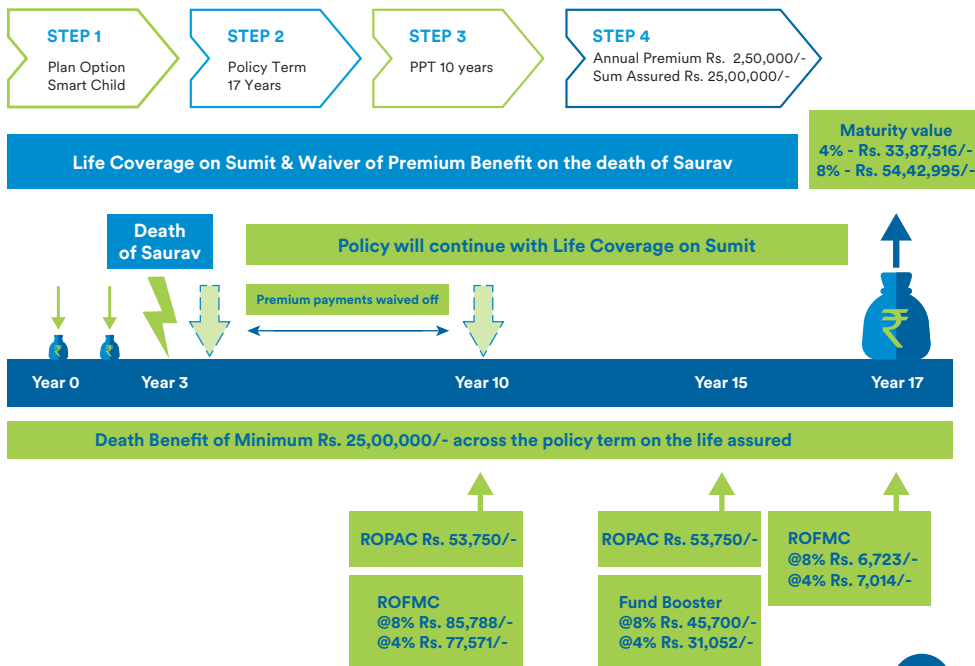 STEP 1
Plan Option
Smart Child
STEP 2
Policy Term
17 Years
STEP 3
PPT 10 years
STEP 4
Annual Premium Rs. 2,50,000/-
Sum Assured Rs. 25,00,000/-
Maturity value
4% - Rs. 33,87,516/-
8% - Rs. 54,42,995/-
Life Coverage on Sumit & Waiver of Premium Benefit on the death of Saurav
Death
of Saurav
Policy will continue with Life Coverage on Sumit
Premium payments waived off
₹
₹
₹
Year 0
Year 3
Year 10
Year 15
Year 17
Death Benefit of Minimum Rs. 25,00,000/- across the policy term on the life assured
ROPAC Rs. 53,750/-
ROFMC
@8% Rs. 85,788/-
@4% Rs. 77,571/-
ROPAC Rs. 53,750/-
Fund Booster
@8% Rs. 45,700/-
@4% Rs. 31,052/-
ROFMC
@8% Rs. 6,723/-
@4% Rs. 7,014/-